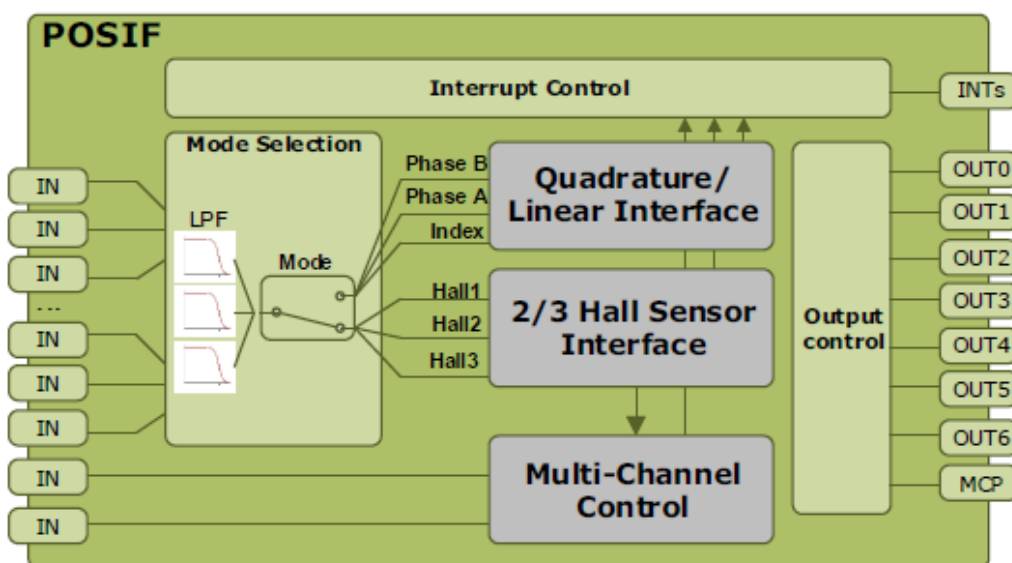 POSIF
Interrupt Control
INTs
Mode Selection
LPF
Mode
IN
IN
IN
...
IN
IN
IN
IN
IN
Phase B
Phase A
Index
Hall1
Hall2
Hall3
Quadrature/
Linear Interface
2/3 Hall Sensor
Interface
Multi-Channel
Control
Output
control
OUT0
OUT1
OUT2
OUT3
OUT4
OUT5
OUT6
MCP